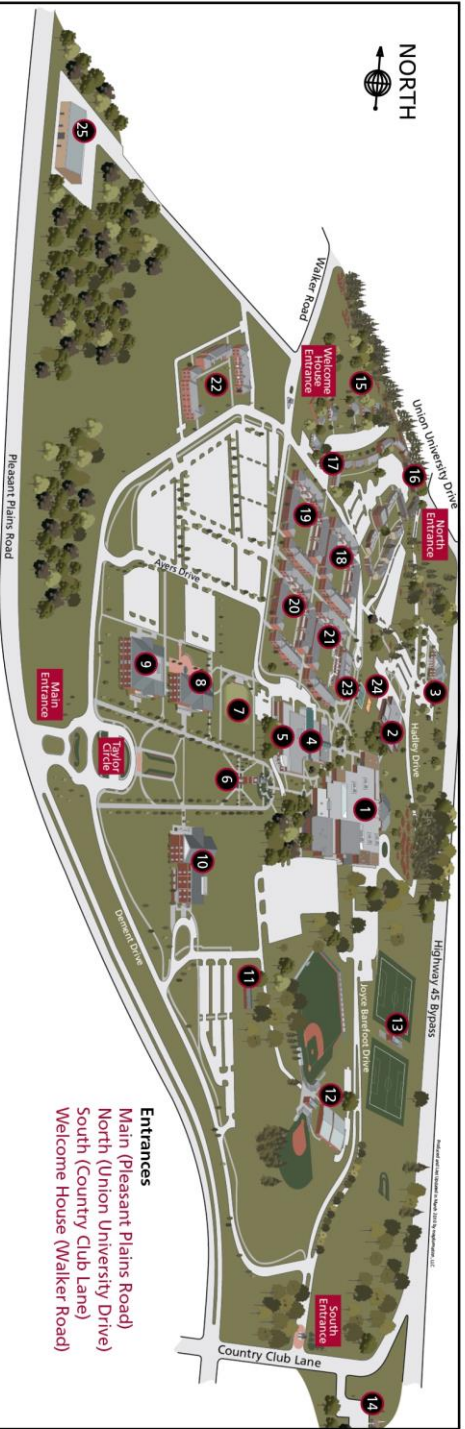 NORTH
Union University Drive
Walker Road
Welcome
House
Entrance
15
16
North
Entrance
17
3
25
22
19
18
24
2
Hadley Drive
23
21
20
Highway 45 Bypass
1
4
5
Ayers Drive
7
6
8
9
13
Joyce Barefoot Drive
10
11
12
Pleasant Plains Road
Main
Entrance
Taylor
Circle
Dement Drive
South
Entrance
Country Club Lane
14
Entrances
Main (Pleasant Plains Road)
North (Union University Drive)
South (Country Club Lane)
Welcome House (Walker Road)